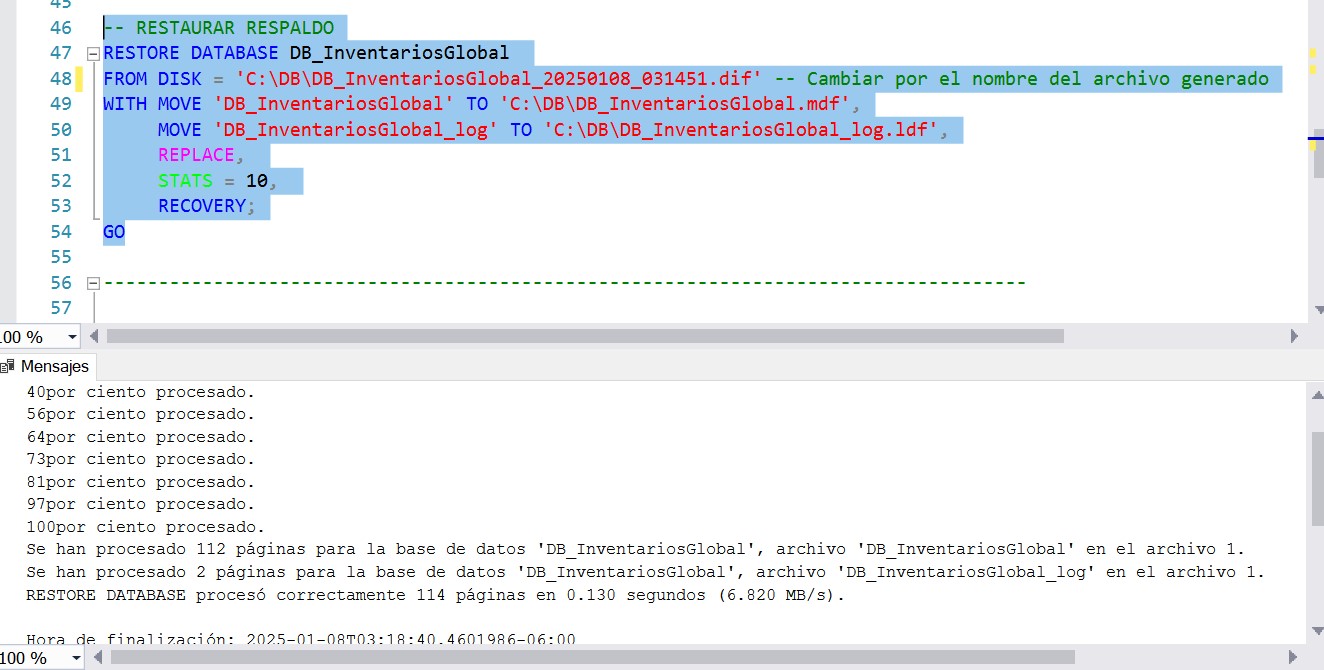 45
46 -- RESTAURAR RESPALDO
47 RESTORE DATABASE DB_InventariosGlobal
48 FROM DISK = 'C:\DB\DB_InventariosGlobal_20250108_031451.dif' -- Cambiar por el nombre del archivo generado
49 WITH MOVE 'DB_InventariosGlobal' TO 'C:\DB\DB_InventariosGlobal.mdf',
50 MOVE 'DB_InventariosGlobal_log' TO 'C:\DB\DB_InventariosGlobal_log.ldf',
51 REPLACE,
52 STATS = 10,
53 RECOVERY;
54 GO
55
56 ------------------------------------------------------------------------------------
57
100 %
Mensajes
40por ciento procesado.
56por ciento procesado.
64por ciento procesado.
73por ciento procesado.
81por ciento procesado.
97por ciento procesado.
100por ciento procesado.
Se han procesado 112 páginas para la base de datos 'DB_InventariosGlobal', archivo 'DB_InventariosGlobal' en el archivo 1.
Se han procesado 2 páginas para la base de datos 'DB_InventariosGlobal', archivo 'DB_InventariosGlobal_log' en el archivo 1.
RESTORE DATABASE procesó correctamente 114 páginas en 0.130 segundos (6.820 MB/s).
Hora de finalización: 2025-01-08T03:18:40.4601986-06:00
100 %